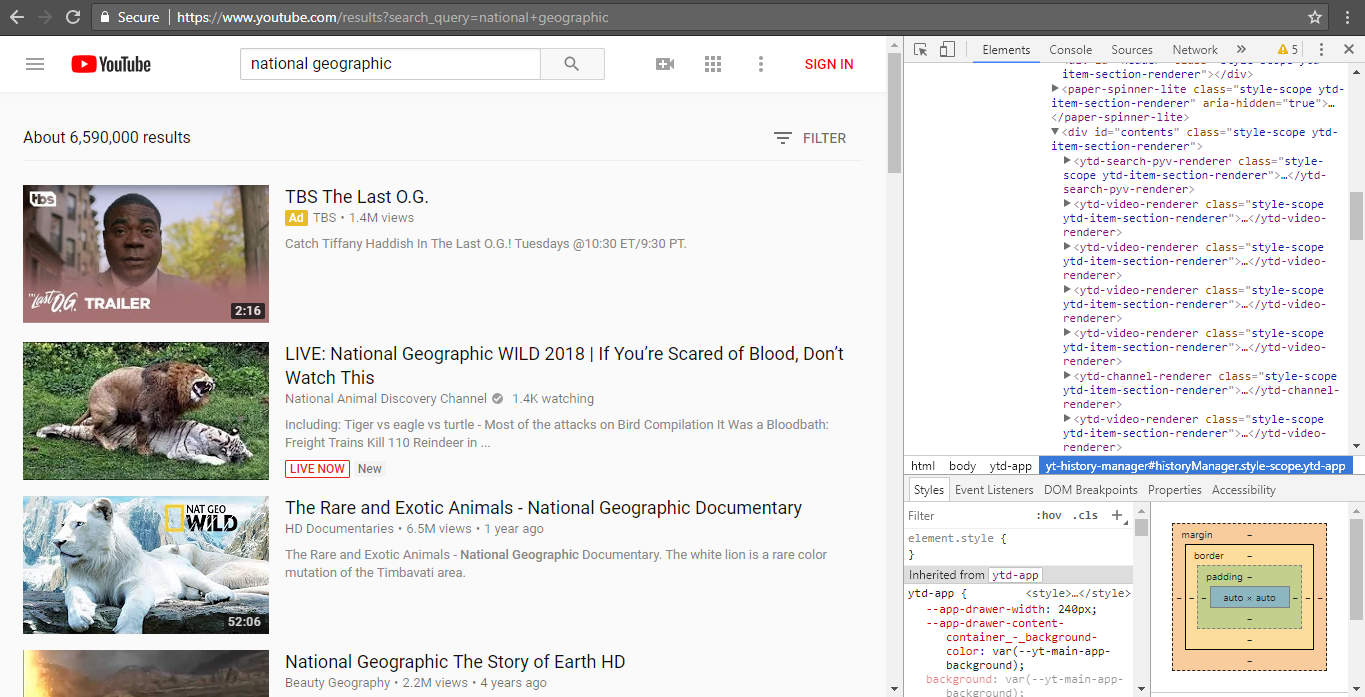 Secure | https://www.youtube.com/results?search_query=national+geographic
YouTube
national geographic
SIGN IN
About 6,590,000 results
FILTER
tbs
THE Last O.G. TRAILER
2:16
TBS The Last O.G.
Ad TBS • 1.4M views
Catch Tiffany Haddish In The Last O.G.! Tuesdays @10:30 ET/9:30 PT.
LIVE: National Geographic WILD 2018 | If You’re Scared of Blood, Don’t
Watch This
National Animal Discovery Channel 1.4K watching
Including: Tiger vs eagle vs turtle - Most of the attacks on Bird Compilation It Was a Bloodbath:
Freight Trains Kill 110 Reindeer in ...
LIVE NOW New
NAT GEO
WILD
52:06
The Rare and Exotic Animals - National Geographic Documentary
HD Documentaries • 6.5M views • 1 year ago
The Rare and Exotic Animals - National Geographic Documentary. The white lion is a rare color
mutation of the Timbavati area.
National Geographic The Story of Earth HD
Beauty Geography • 2.2M views • 4 years ago
Elements Console Sources Network » 5
item-section-renderer"></div>
<paper-spinner-lite class="style-scope ytd-
item-section-renderer" aria-hidden="true">…
</paper-spinner-lite>
<div id="contents" class="style-scope ytd-
item-section-renderer">
<ytd-search-pyv-renderer class="style-
scope ytd-item-section-renderer">…</ytd-
search-pyv-renderer>
<ytd-video-renderer class="style-scope
ytd-item-section-renderer">…</ytd-video-
renderer>
<ytd-video-renderer class="style-scope
ytd-item-section-renderer">…</ytd-video-
renderer>
<ytd-video-renderer class="style-scope
ytd-item-section-renderer">…</ytd-video-
renderer>
<ytd-video-renderer class="style-scope
ytd-item-section-renderer">…</ytd-video-
renderer>
<ytd-channel-renderer class="style-scope
ytd-item-section-renderer">…</ytd-channel-
renderer>
<ytd-video-renderer class="style-scope
ytd-item-section-renderer">…</ytd-video-
renderer>
html body ytd-app yt-history-manager#historyManager.style-scope.ytd-app
Styles Event Listeners DOM Breakpoints Properties Accessibility
Filter :hov .cls +
element.style {
}
Inherited from ytd-app
ytd-app { <style>…</style>
--app-drawer-width: 240px;
--app-drawer-content-
container_-_background-
color: var(--yt-main-app-
background);
background: var(--yt-main-app-
background);
margin –
border –
padding –
– – – auto × auto – – –
–
–
–